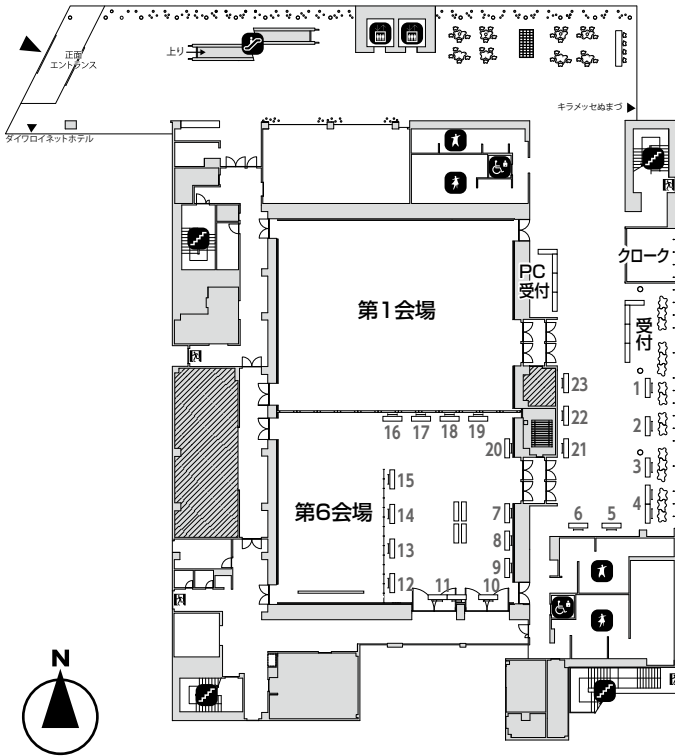 上り
正面
エントランス
ダイワロイネットホテル
キラメッセぬまづ
クローク
PC
受付
受付
第1会場
23
1
22
16 17 18 19
2
20
21
3
15
4
第6会場
14
7
6 5
13
8
9
12
11
10
N